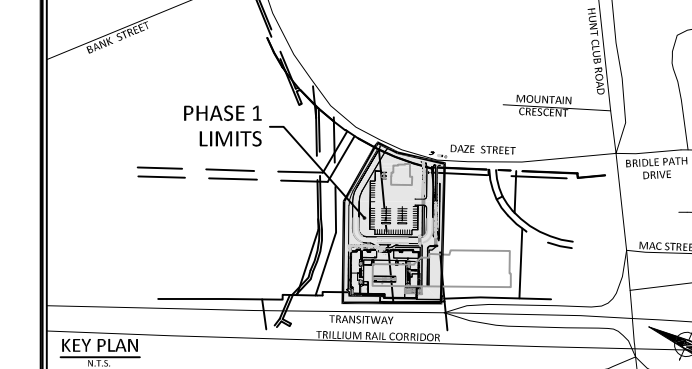 BANK STREET
HUNT CLUB ROAD
MOUNTAIN
CRESCENT
PHASE 1
LIMITS
DAZE STREET
BRIDLE PATH
DRIVE
MAC STREE
TRANSITWAY
TRILLIUM RAIL CORRIDOR
KEY PLAN
N.T.S.